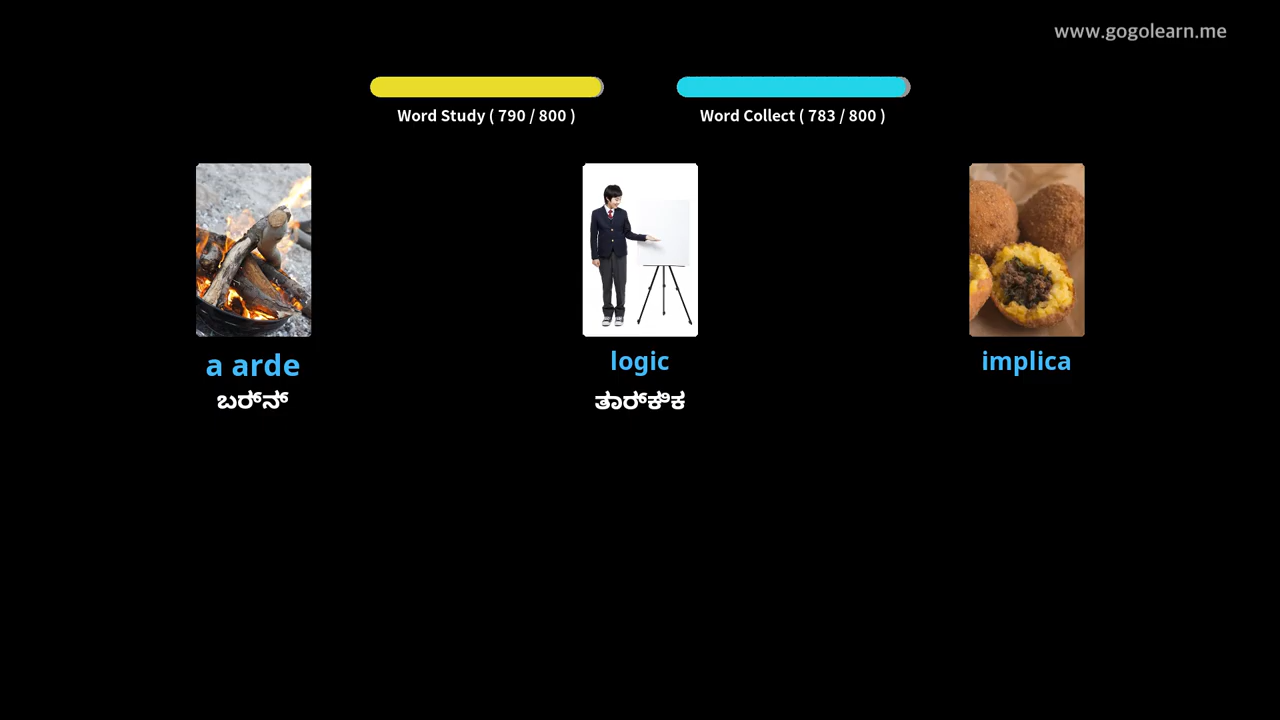 www.gogolearn.me
Word Study ( 790 / 800 )
Word Collect ( 783 / 800 )
a arde
logic
implica
ಬರ್ನ್
ತಾರ್ಕಿಕ